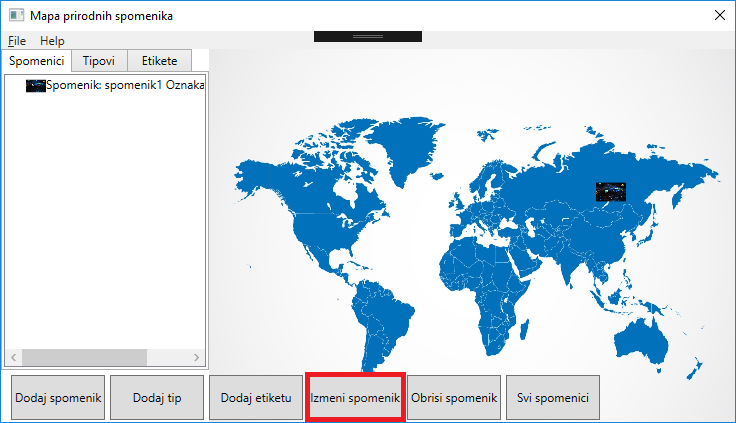 Mapa prirodnih spomenika
File Help
Spomenici Tipovi Etikete
Spomenik: spomenik1 Oznaka
Dodaj spomenik Dodaj tip Dodaj etiketu Izmeni spomenik Obrisi spomenik Svi spomenici